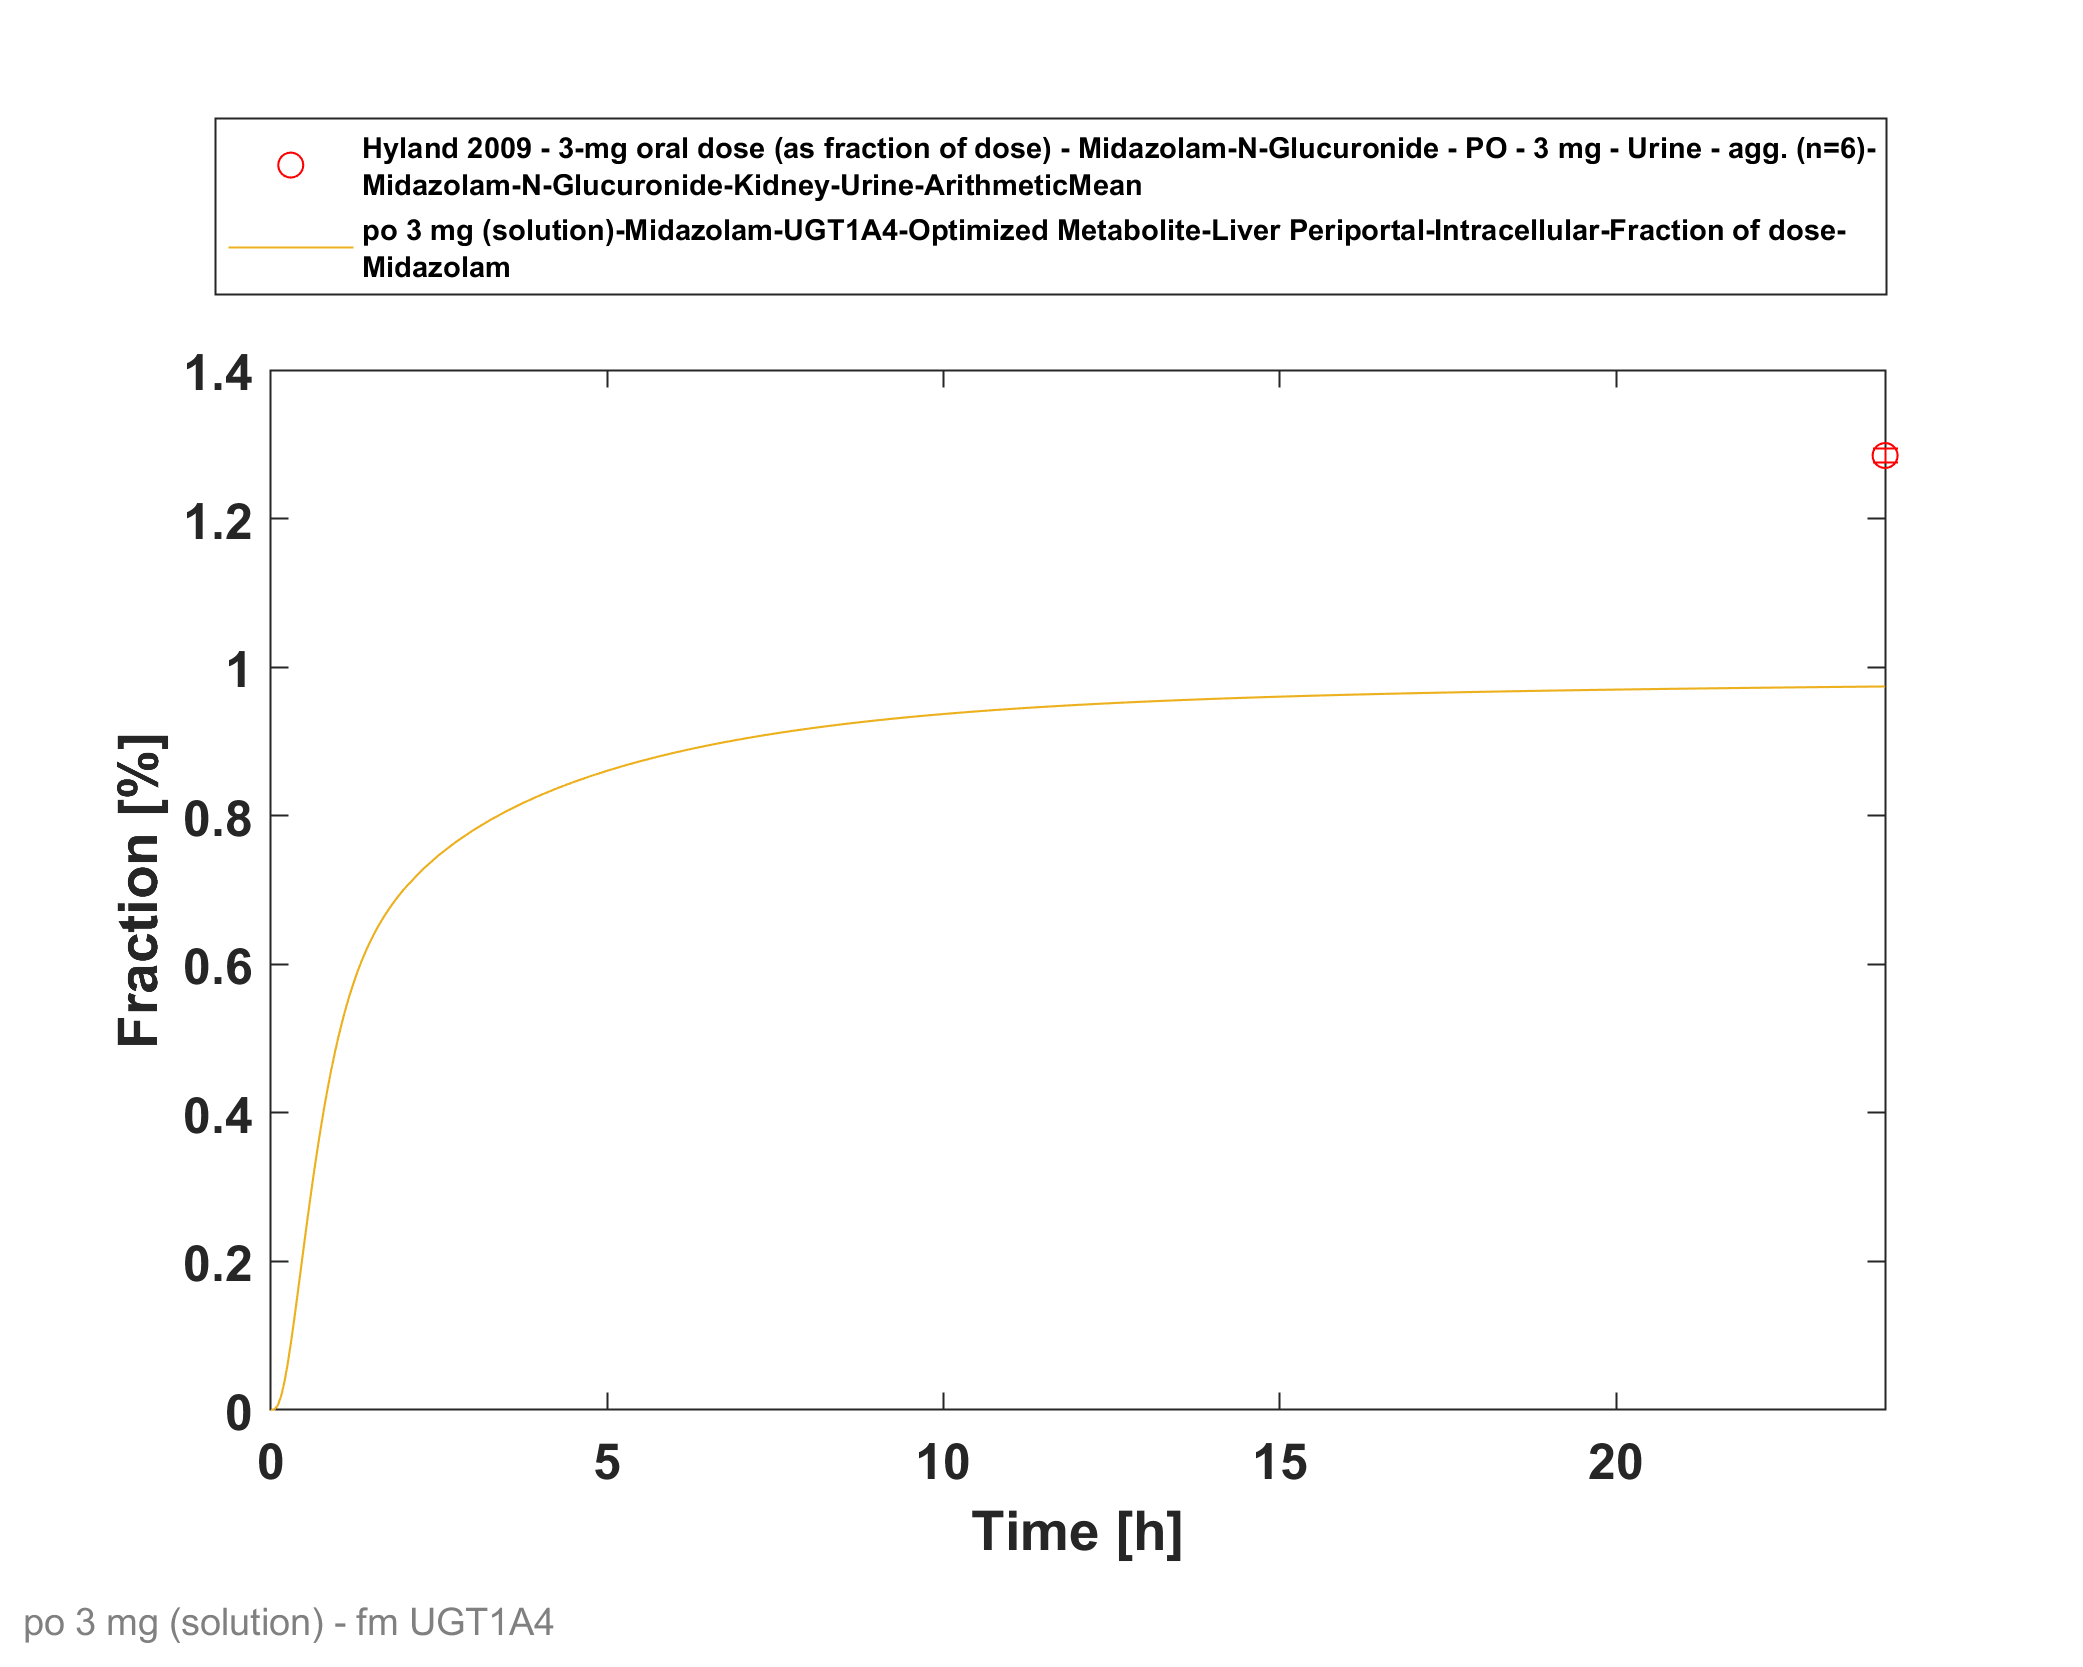 Hyland 2009 - 3-mg oral dose (as fraction of dose) - Midazolam-N-Glucuronide - PO - 3 mg - Urine - agg. (n=6)-
Midazolam-N-Glucuronide-Kidney-Urine-ArithmeticMean
po 3 mg (solution)-Midazolam-UGT1A4-Optimized Metabolite-Liver Periportal-Intracellular-Fraction of dose-
Midazolam
1.4
1.2
1
0.8
0.6
0.4
0.2
0
Fraction [%]
0 5 10 15 20
Time [h]
po 3 mg (solution) - fm UGT1A4